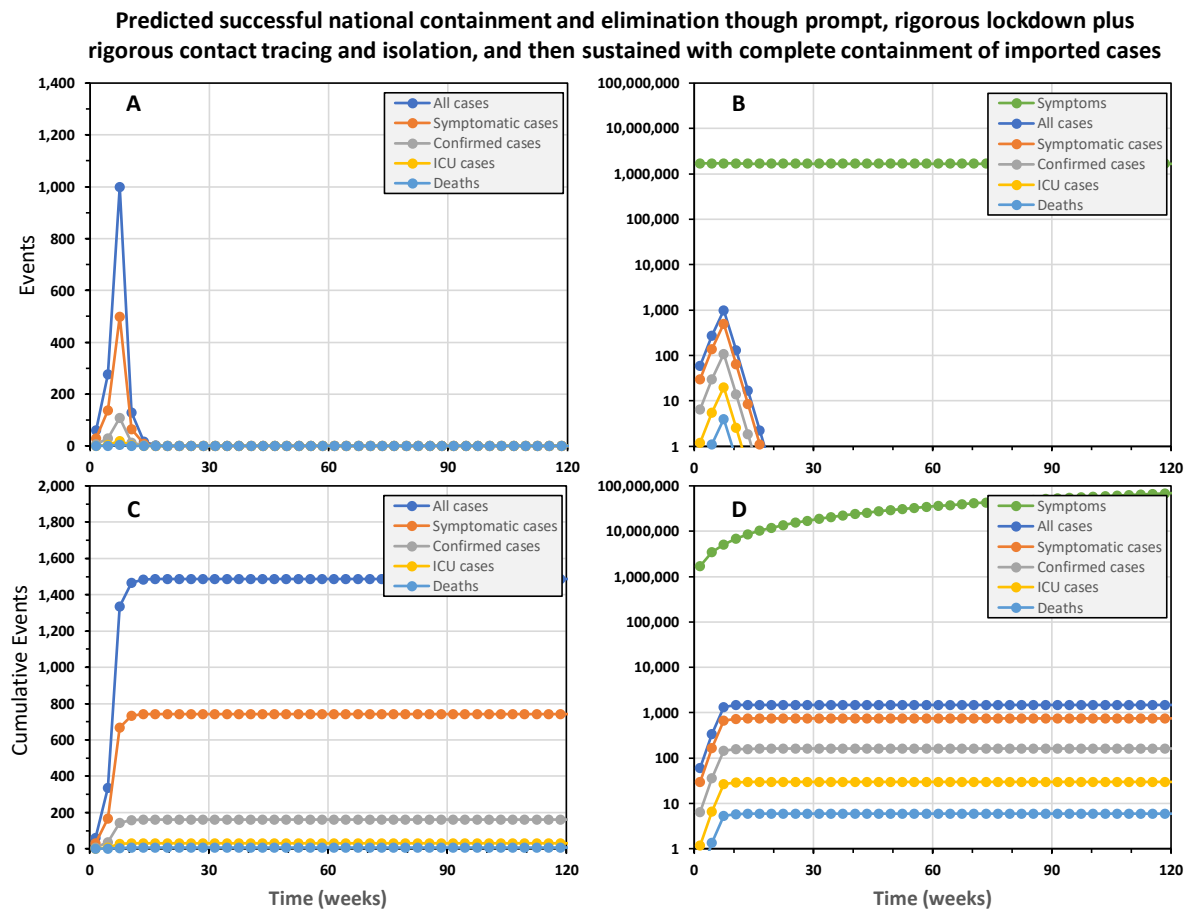 Predicted successful national containment and elimination though prompt, rigorous lockdown plus
rigorous contact tracing and isolation, and then sustained with complete containment of imported cases
A
1,400
1,200
1,000
800
600
400
200
0
0
30
60
90
120
Events
All cases
Symptomatic cases
Confirmed cases
ICU cases
Deaths
B
100,000,000
10,000,000
1,000,000
100,000
10,000
1,000
100
10
1
0
30
60
90
120
Symptoms
All cases
Symptomatic cases
Confirmed cases
ICU cases
Deaths
C
2,000
1,800
1,600
1,400
1,200
1,000
800
600
400
200
0
0
30
60
90
120
Cumulative Events
Time (weeks)
All cases
Symptomatic cases
Confirmed cases
ICU cases
Deaths
D
100,000,000
10,000,000
1,000,000
100,000
10,000
1,000
100
10
1
0
30
60
90
120
Time (weeks)
Symptoms
All cases
Symptomatic cases
Confirmed cases
ICU cases
Deaths